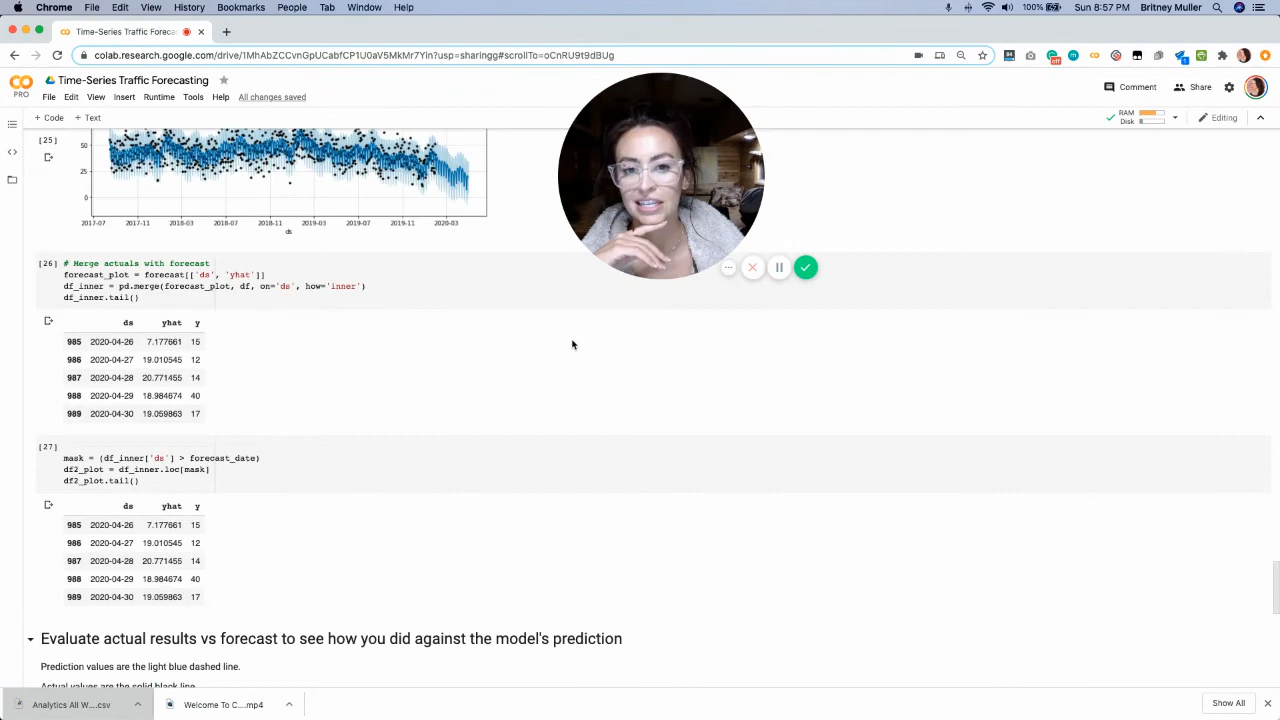 Chrome File Edit View History Bookmarks People Tab Window Help 100% Sun 8:57 PM Britney Muller
Time-Series Traffic Foreca
colab.research.google.com/drive/1MhAbZCCvnGpUCabfCP1U0aV5MkMr7Yin?usp=sharingg#scrollTo=oCnRU9t9dBUg
PRO Time-Series Traffic Forecasting
File Edit View Insert Runtime Tools Help All changes saved
Comment Share
+ Code + Text
RAM
Disk
Editing
[25]
50
25
0
2017-07 2017-11 2018-03 2018-07 2018-11 2019-03 2019-07 2019-11 2020-03
ds
[26] # Merge actuals with forecast
forecast_plot = forecast[['ds', 'yhat']]
df_inner = pd.merge(forecast_plot, df, on='ds', how='inner')
df_inner.tail()
ds yhat y
985 2020-04-26 7.177661 15
986 2020-04-27 19.010545 12
987 2020-04-28 20.771455 14
988 2020-04-29 18.984674 40
989 2020-04-30 19.059863 17
[27]
mask = (df_inner['ds'] > forecast_date)
df2_plot = df_inner.loc[mask]
df2_plot.tail()
ds yhat y
985 2020-04-26 7.177661 15
986 2020-04-27 19.010545 12
987 2020-04-28 20.771455 14
988 2020-04-29 18.984674 40
989 2020-04-30 19.059863 17
Evaluate actual results vs forecast to see how you did against the model's prediction
Prediction values are the light blue dashed line.
Actual values are the solid black line
Analytics All W....csv Welcome To C....mp4 Show All